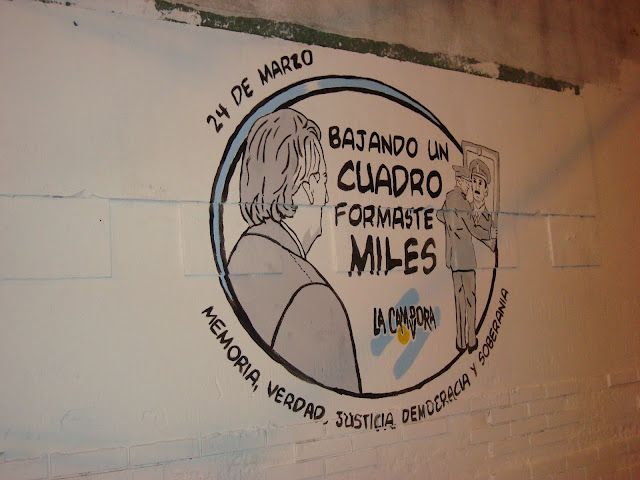 24 DE MARZO
BAJANDO UN
CUADRO
FORMASTE
MILES
LA CAMPORA
MEMORIA, VERDAD, JUSTICIA DEMOCRACIA Y SOBERANIA